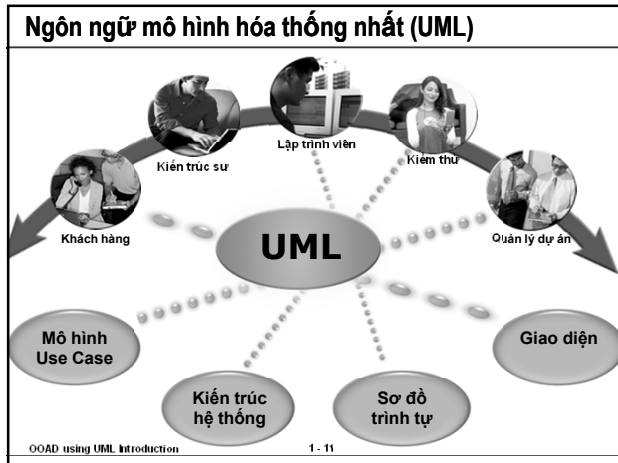 Ngôn ngữ mô hình hóa thống nhất (UML)
Lập trình viên
Kiến trúc sư
Kiểm thử
Khách hàng
Quản lý dự án
UML
Mô hình
Use Case
Giao diện
Kiến trúc
hệ thống
Sơ đồ
trình tự
OOAD using UML Introduction
1 - 11